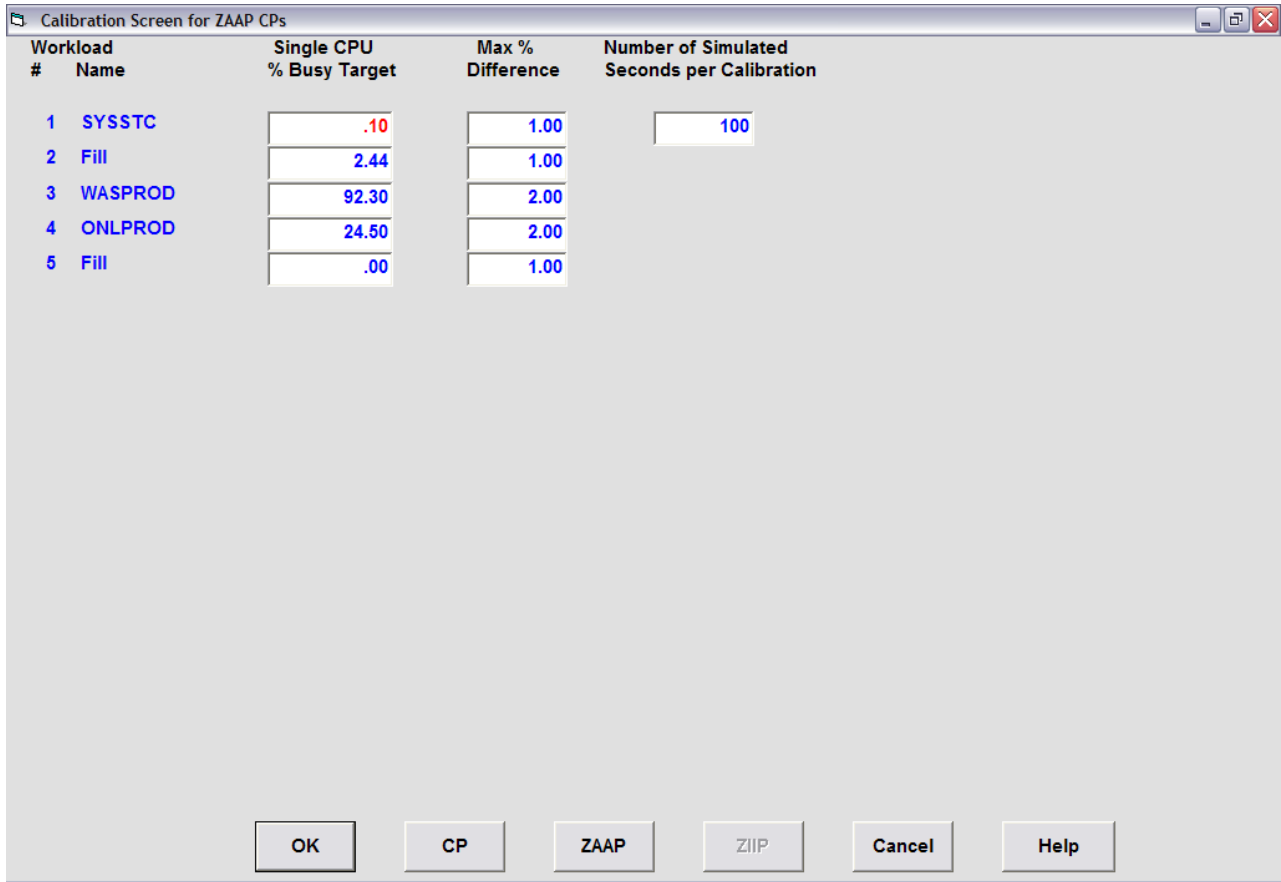 Calibration Screen for ZAAP CPs
Workload Single CPU Max % Number of Simulated
# Name % Busy Target Difference Seconds per Calibration
1 SYSSTC .10 1.00 100
2 Fill 2.44 1.00
3 WASPROD 92.30 2.00
4 ONLPROD 24.50 2.00
5 Fill .00 1.00
OK CP ZAAP ZIIP Cancel Help